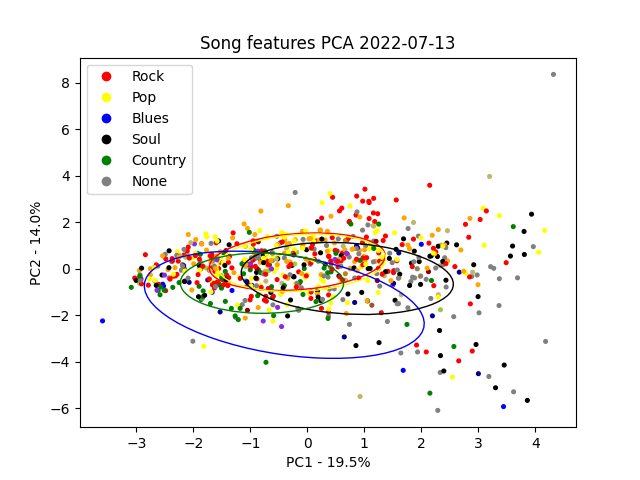 Song features PCA 2022-07-13
Rock
Pop
Blues
Soul
Country
None
8
6
4
2
0
−2
−4
−6
PC2 - 14.0%
−3 −2 −1 0 1 2 3 4
PC1 - 19.5%